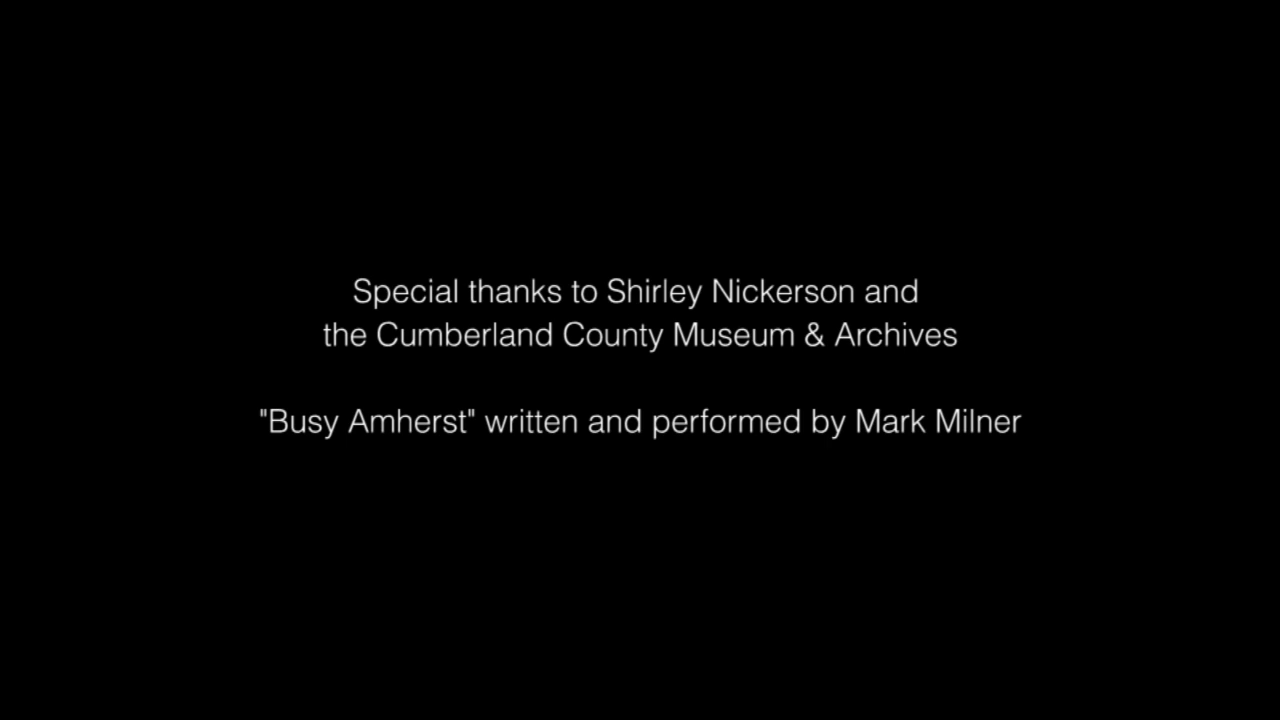 Special thanks to Shirley Nickerson and
the Cumberland County Museum & Archives
"Busy Amherst" written and performed by Mark Milner